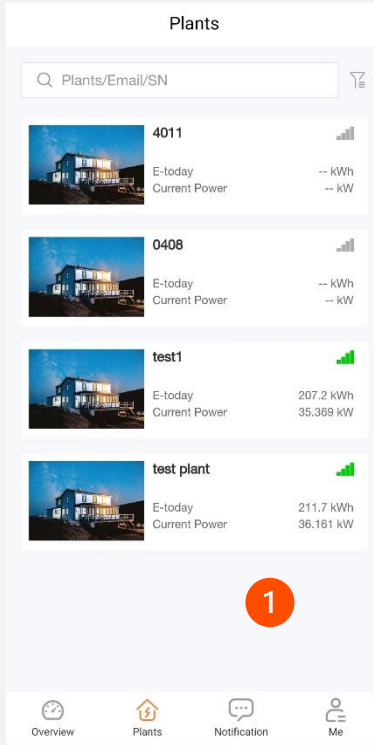 Plants
Plants/Email/SN
4011
E-today -- kWh
Current Power -- kW
0408
E-today -- kWh
Current Power -- kW
test1
E-today 207.2 kWh
Current Power 35.369 kW
test plant
E-today 211.7 kWh
Current Power 36.161 kW
1
Overview Plants Notification Me